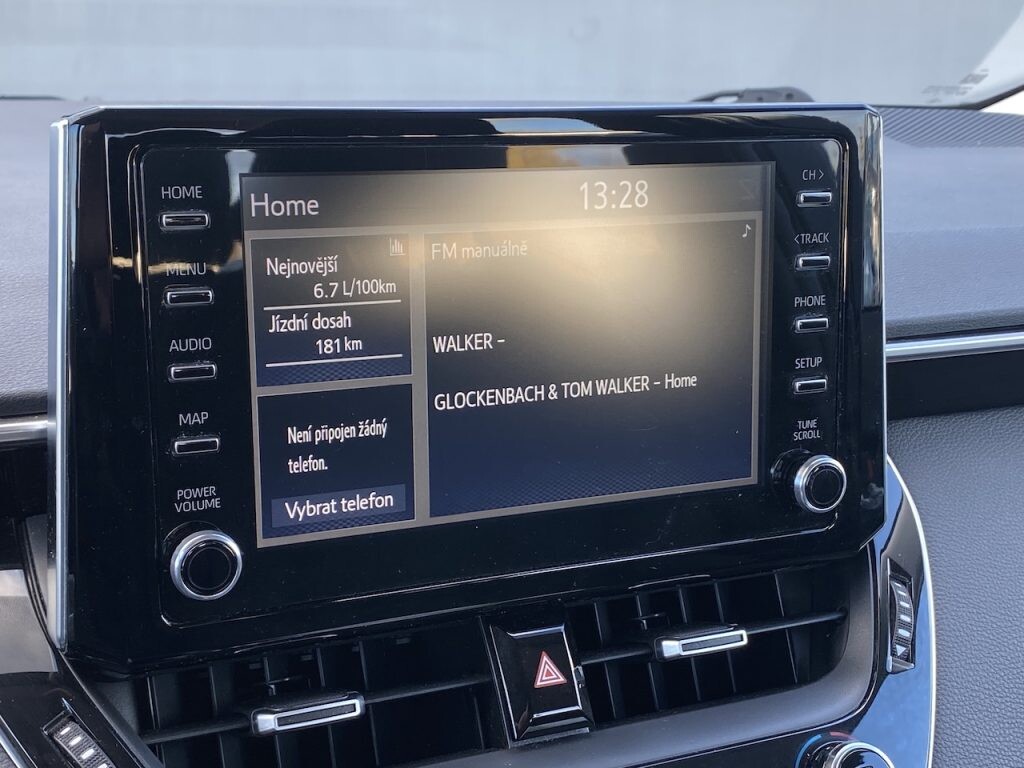 HOME
MENU
AUDIO
MAP
POWER
VOLUME
Home
13:28
Nejnovější
6.7 L/100km
Jízdní dosah
181 km
Není připojen žádný
telefon.
Vybrat telefon
FM manuálně
WALKER –
GLOCKENBACH & TOM WALKER – Home
CH >
< TRACK
PHONE
SETUP
TUNE
SCROLL